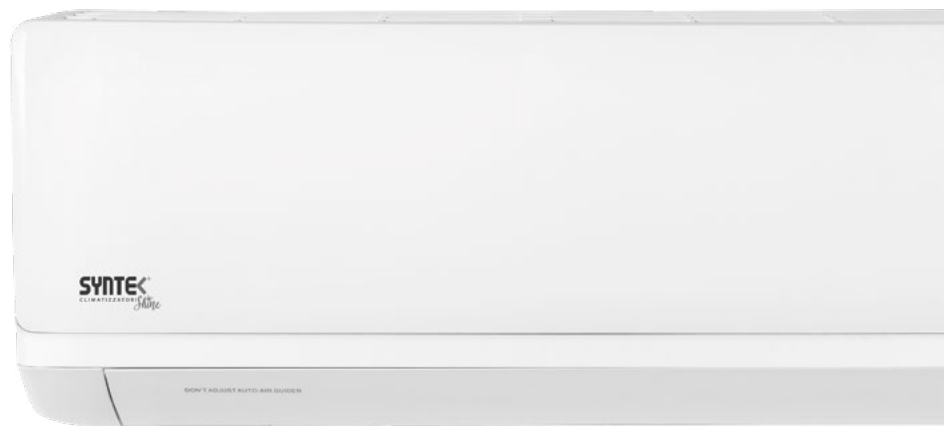 SYNTEK
CLIMATIZZATORI
Shine
DON'T ADJUST AUTO-AIR GUIDER